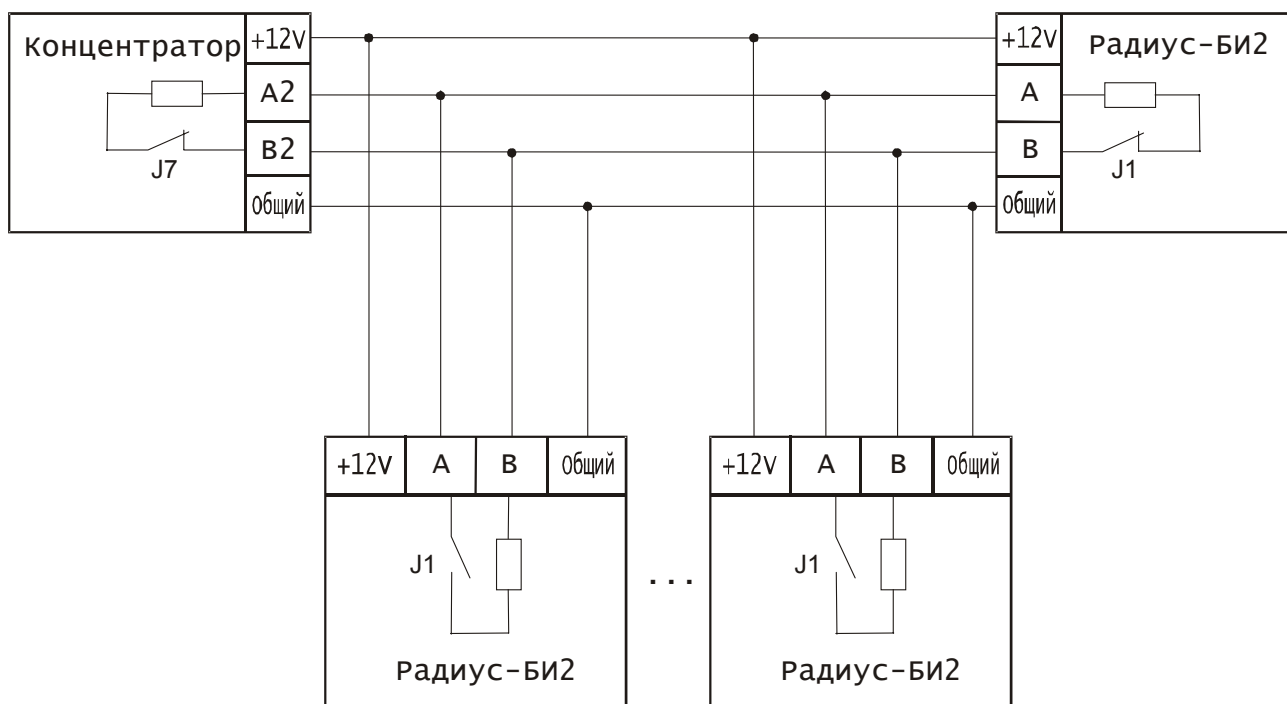 Концентратор
+12V
A2
B2
Общий
J7
+12V
A
B
Общий
Радиус-БИ2
J1
+12V
A
B
Общий
J1
Радиус-БИ2
...
+12V
A
B
Общий
J1
Радиус-БИ2